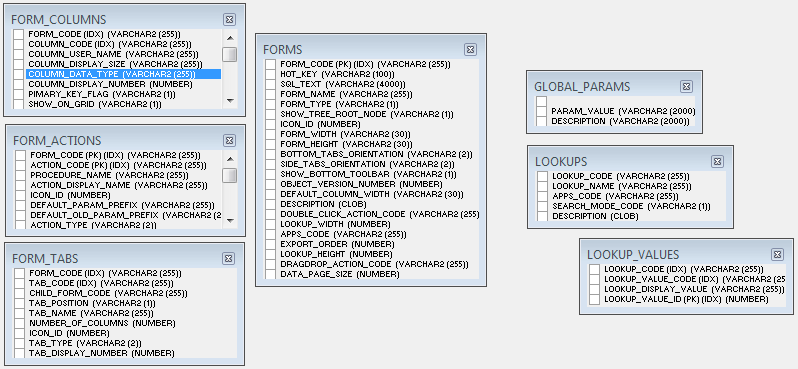 FORM_COLUMNS
FORM_CODE (IDX) (VARCHAR2 (255))
COLUMN_CODE (IDX) (VARCHAR2 (255))
COLUMN_USER_NAME (VARCHAR2 (255))
COLUMN_DISPLAY_SIZE (VARCHAR2 (255))
COLUMN_DATA_TYPE (VARCHAR2 (255))
COLUMN_DISPLAY_NUMBER (NUMBER)
PIMARY_KEY_FLAG (VARCHAR2 (1))
SHOW_ON_GRID (VARCHAR2 (1))
FORM_ACTIONS
FORM_CODE (PK) (IDX) (VARCHAR2 (255))
ACTION_CODE (PK) (IDX) (VARCHAR2 (255))
PROCEDURE_NAME (VARCHAR2 (255))
ACTION_DISPLAY_NAME (VARCHAR2 (255))
ICON_ID (NUMBER)
DEFAULT_PARAM_PREFIX (VARCHAR2 (255))
DEFAULT_OLD_PARAM_PREFIX (VARCHAR2 (2
ACTION_TYPE (VARCHAR2 (2))
FORM_TABS
FORM_CODE (IDX) (VARCHAR2 (255))
TAB_CODE (IDX) (VARCHAR2 (255))
CHILD_FORM_CODE (VARCHAR2 (255))
TAB_POSITION (VARCHAR2 (1))
TAB_NAME (VARCHAR2 (255))
NUMBER_OF_COLUMNS (NUMBER)
ICON_ID (NUMBER)
TAB_TYPE (VARCHAR2 (2))
TAB_DISPLAY_NUMBER (NUMBER)
FORMS
FORM_CODE (PK) (IDX) (VARCHAR2 (255))
HOT_KEY (VARCHAR2 (100))
SQL_TEXT (VARCHAR2 (4000))
FORM_NAME (VARCHAR2 (255))
FORM_TYPE (VARCHAR2 (1))
SHOW_TREE_ROOT_NODE (VARCHAR2 (1))
ICON_ID (NUMBER)
FORM_WIDTH (VARCHAR2 (30))
FORM_HEIGHT (VARCHAR2 (30))
BOTTOM_TABS_ORIENTATION (VARCHAR2 (2))
SIDE_TABS_ORIENTATION (VARCHAR2 (2))
SHOW_BOTTOM_TOOLBAR (VARCHAR2 (1))
OBJECT_VERSION_NUMBER (NUMBER)
DEFAULT_COLUMN_WIDTH (VARCHAR2 (30))
DESCRIPTION (CLOB)
DOUBLE_CLICK_ACTION_CODE (VARCHAR2 (255
LOOKUP_WIDTH (NUMBER)
APPS_CODE (VARCHAR2 (255))
EXPORT_ORDER (NUMBER)
LOOKUP_HEIGHT (NUMBER)
DRAGDROP_ACTION_CODE (VARCHAR2 (255))
DATA_PAGE_SIZE (NUMBER)
GLOBAL_PARAMS
PARAM_VALUE (VARCHAR2 (2000)
DESCRIPTION (VARCHAR2 (2000))
LOOKUPS
LOOKUP_CODE (VARCHAR2 (255))
LOOKUP_NAME (VARCHAR2 (255))
APPS_CODE (VARCHAR2 (255))
SEARCH_MODE_CODE (VARCHAR2 (1))
DESCRIPTION (CLOB)
LOOKUP_VALUES
LOOKUP_CODE (IDX) (VARCHAR2 (255))
LOOKUP_VALUE_CODE (IDX) (VARCHAR2 (25
LOOKUP_DISPLAY_VALUE (VARCHAR2 (255))
LOOKUP_VALUE_ID (PK) (IDX) (NUMBER)